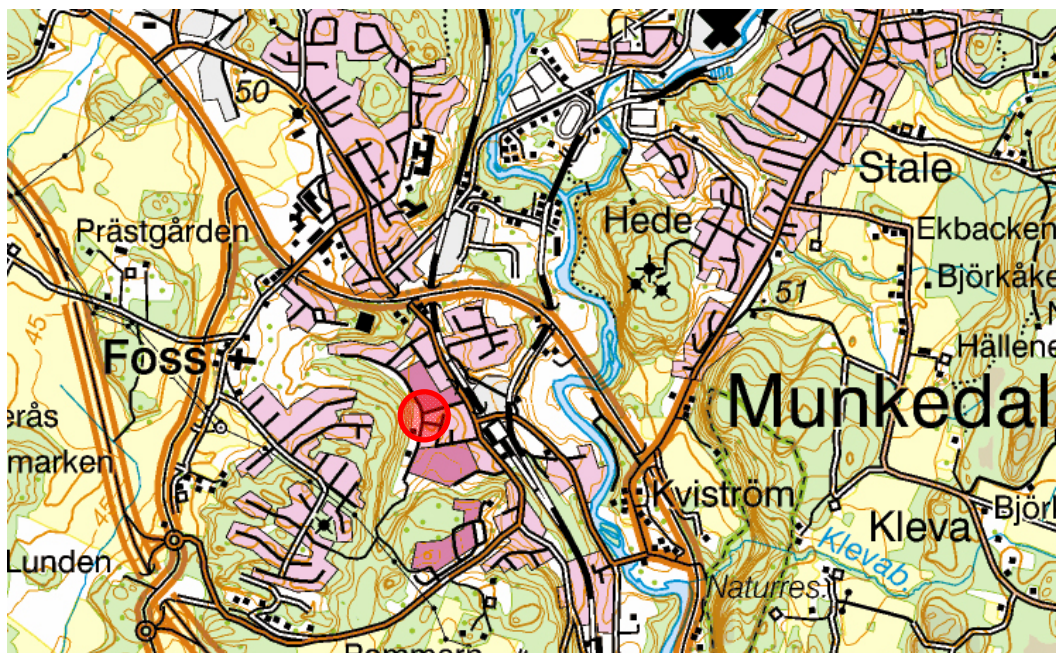 50
Stale
Hede
Ekbacken
Prästgården
Björkåke
51
45
Hällene
Foss
Munkedal
erås
marken
Kviström
45
Björl
Kleva
Klevab.
Lunden
Naturres.